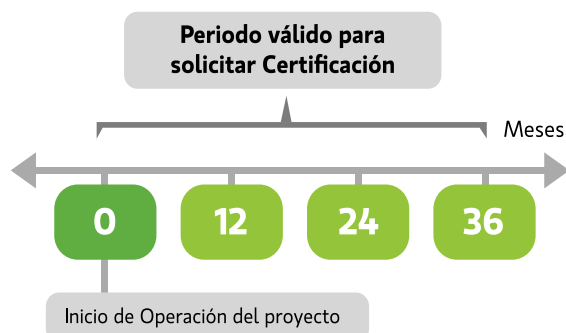 Periodo válido para
solicitar Certificación
Meses
0 12 24 36
Inicio de Operación del proyecto